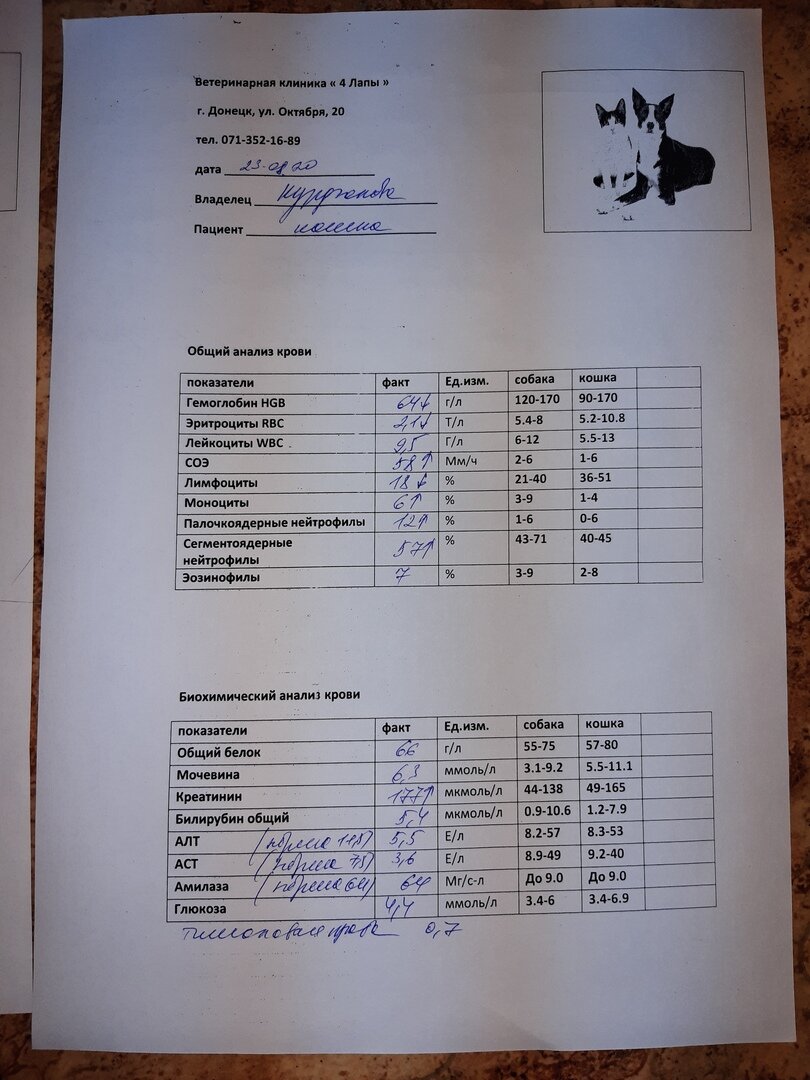 Ветеринарная клиника « 4 Лапы »
г. Донецк, ул. Октября, 20
тел. 071-352-16-89
дата 23.08.20
Владелец
Пациент
Общий анализ крови
показатели факт Ед.изм. собака кошка
Гемоглобин HGB 64↓ г/л 120-170 90-170
Эритроциты RBC 2,1↓ Т/л 5.4-8 5.2-10.8
Лейкоциты WBC 9,5 Г/л 6-12 5.5-13
СОЭ 58↑ Мм/ч 2-6 1-6
Лимфоциты 18↓ % 21-40 36-51
Моноциты 6↑ % 3-9 1-4
Палочкоядерные нейтрофилы 12↑ % 1-6 0-6
Сегментоядерные
нейтрофилы 57↑ % 43-71 40-45
Эозинофилы 7 % 3-9 2-8
Биохимический анализ крови
показатели факт Ед.изм. собака кошка
Общий белок 66 г/л 55-75 57-80
Мочевина 6,3 ммоль/л 3.1-9.2 5.5-11.1
Креатинин 177↑ мкмоль/л 44-138 49-165
Билирубин общий 5,4 мкмоль/л 0.9-10.6 1.2-7.9
АЛТ (норма 5,5 Е/л 8.2-57 8.3-53
АСТ (норма 3,6 Е/л 8.9-49 9.2-40
Амилаза (норма 64 Мг/с-л До 9.0 До 9.0
Глюкоза 4,4 ммоль/л 3.4-6 3.4-6.9
Тимоловая проба 0,7